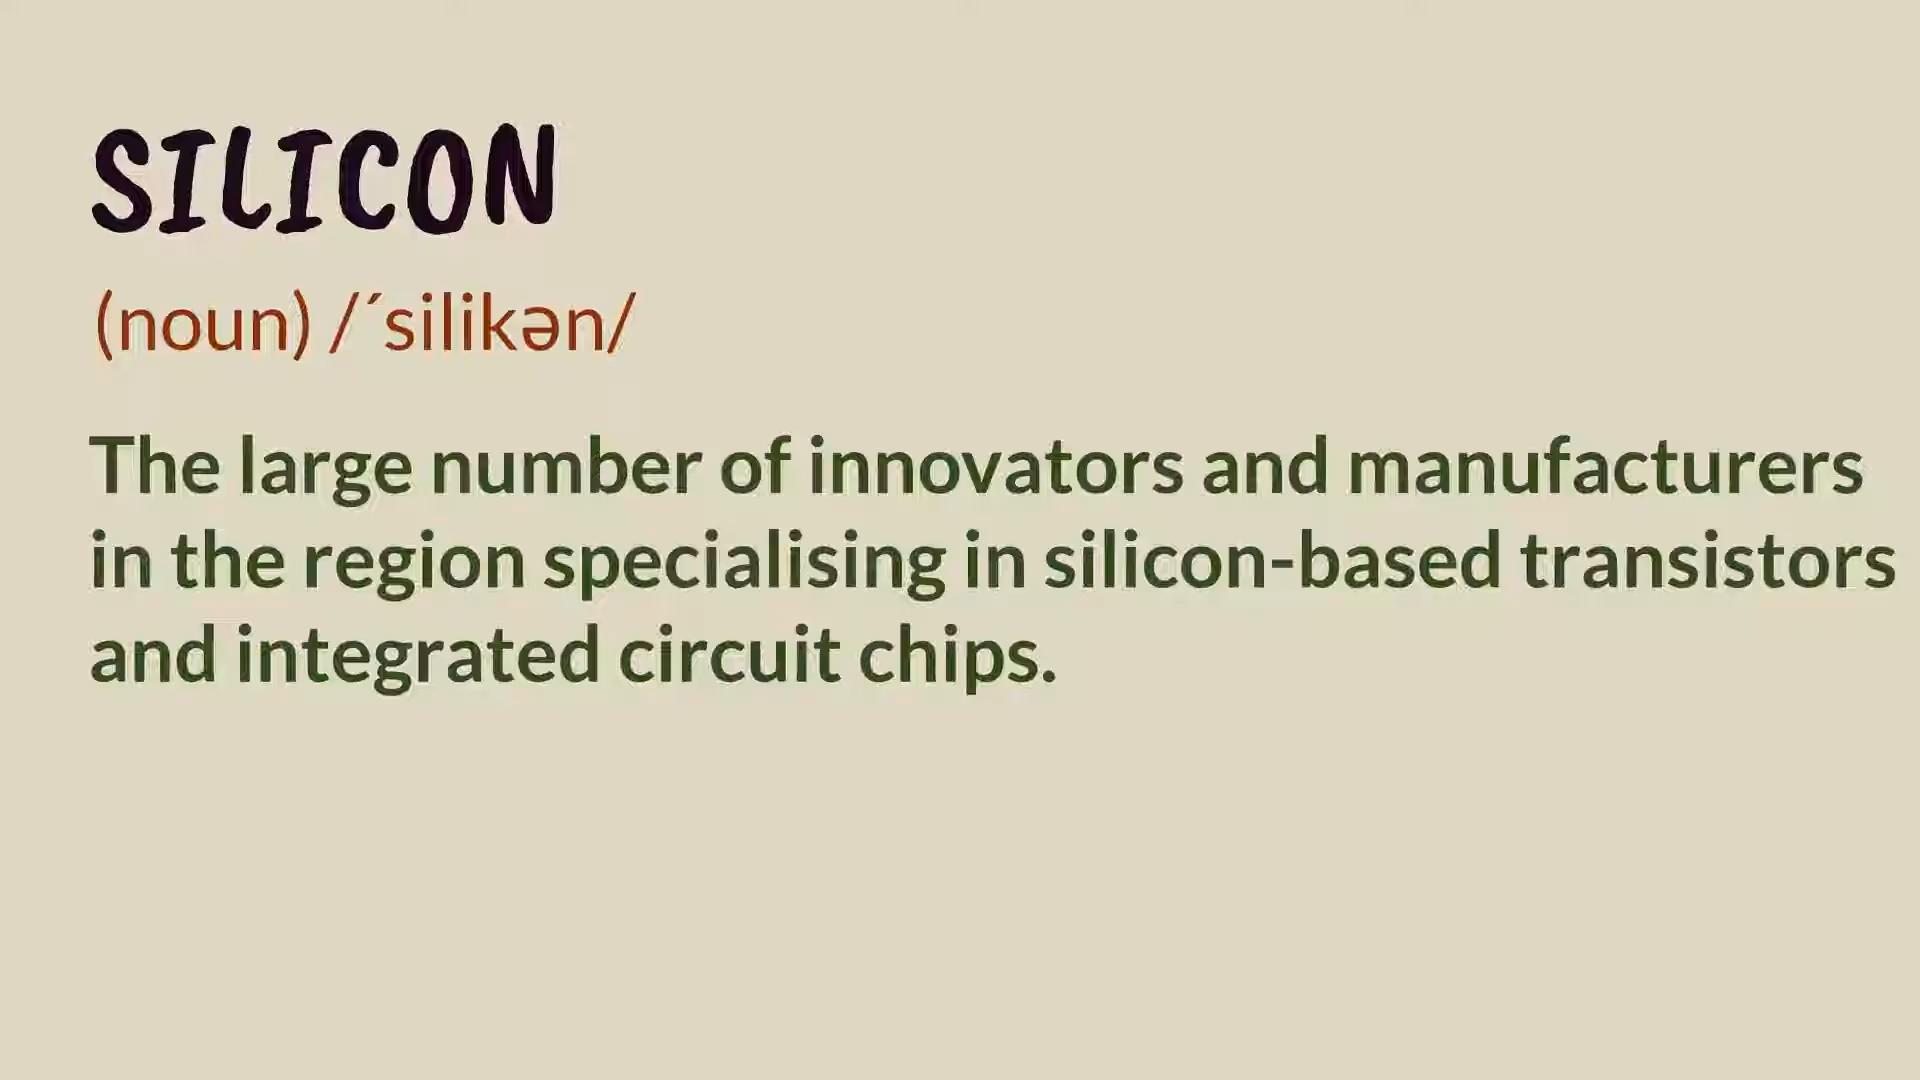 SILICON
(noun) /´silikən/
The large number of innovators and manufacturers
in the region specialising in silicon-based transistors
and integrated circuit chips.